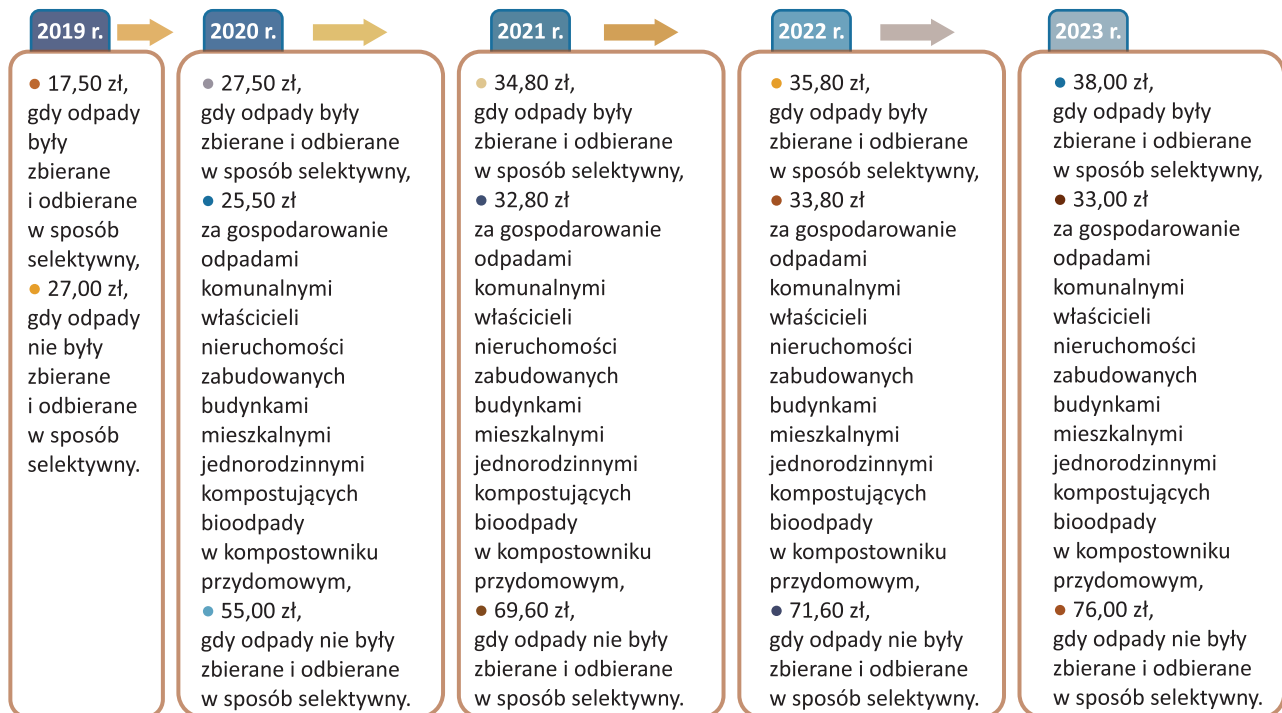 2019 r.
• 17,50 zł,
gdy odpady
były
zbierane
i odbierane
w sposób
selektywny,
• 27,00 zł,
gdy odpady
nie były
zbierane
i odbierane
w sposób
selektywny.
2020 r.
• 27,50 zł,
gdy odpady były
zbierane i odbierane
w sposób selektywny,
• 25,50 zł
za gospodarowanie
odpadami
komunalnymi
właścicieli
nieruchomości
zabudowanych
budynkami
mieszkalnymi
jednorodzinnymi
kompostujących
bioodpady
w kompostowniku
przydomowym,
• 55,00 zł,
gdy odpady nie były
zbierane i odbierane
w sposób selektywny.
2021 r.
• 34,80 zł,
gdy odpady były
zbierane i odbierane
w sposób selektywny,
• 32,80 zł
za gospodarowanie
odpadami
komunalnymi
właścicieli
nieruchomości
zabudowanych
budynkami
mieszkalnymi
jednorodzinnymi
kompostujących
bioodpady
w kompostowniku
przydomowym,
• 69,60 zł,
gdy odpady nie były
zbierane i odbierane
w sposób selektywny.
2022 r.
• 35,80 zł,
gdy odpady były
zbierane i odbierane
w sposób selektywny,
• 33,80 zł
za gospodarowanie
odpadami
komunalnymi
właścicieli
nieruchomości
zabudowanych
budynkami
mieszkalnymi
jednorodzinnymi
kompostujących
bioodpady
w kompostowniku
przydomowym,
• 71,60 zł,
gdy odpady nie były
zbierane i odbierane
w sposób selektywny.
2023 r.
• 38,00 zł,
gdy odpady były
zbierane i odbierane
w sposób selektywny,
• 33,00 zł
za gospodarowanie
odpadami
komunalnymi
właścicieli
nieruchomości
zabudowanych
budynkami
mieszkalnymi
jednorodzinnymi
kompostujących
bioodpady
w kompostowniku
przydomowym,
• 76,00 zł,
gdy odpady nie były
zbierane i odbierane
w sposób selektywny.